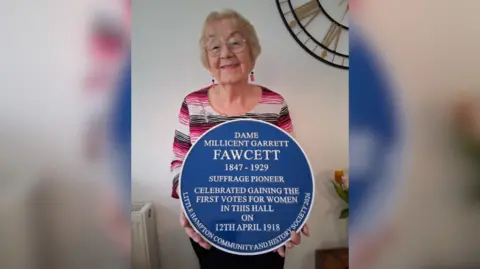 DAME
MILLICENT GARRETT
FAWCETT
1847 - 1929
SUFFRAGE PIONEER
CELEBRATED GAINING THE
FIRST VOTES FOR WOMEN
IN THIS HALL
ON
12TH APRIL 1918
LITTLEHAMPTON COMMUNITY AND HISTORY SOCIETY 2026